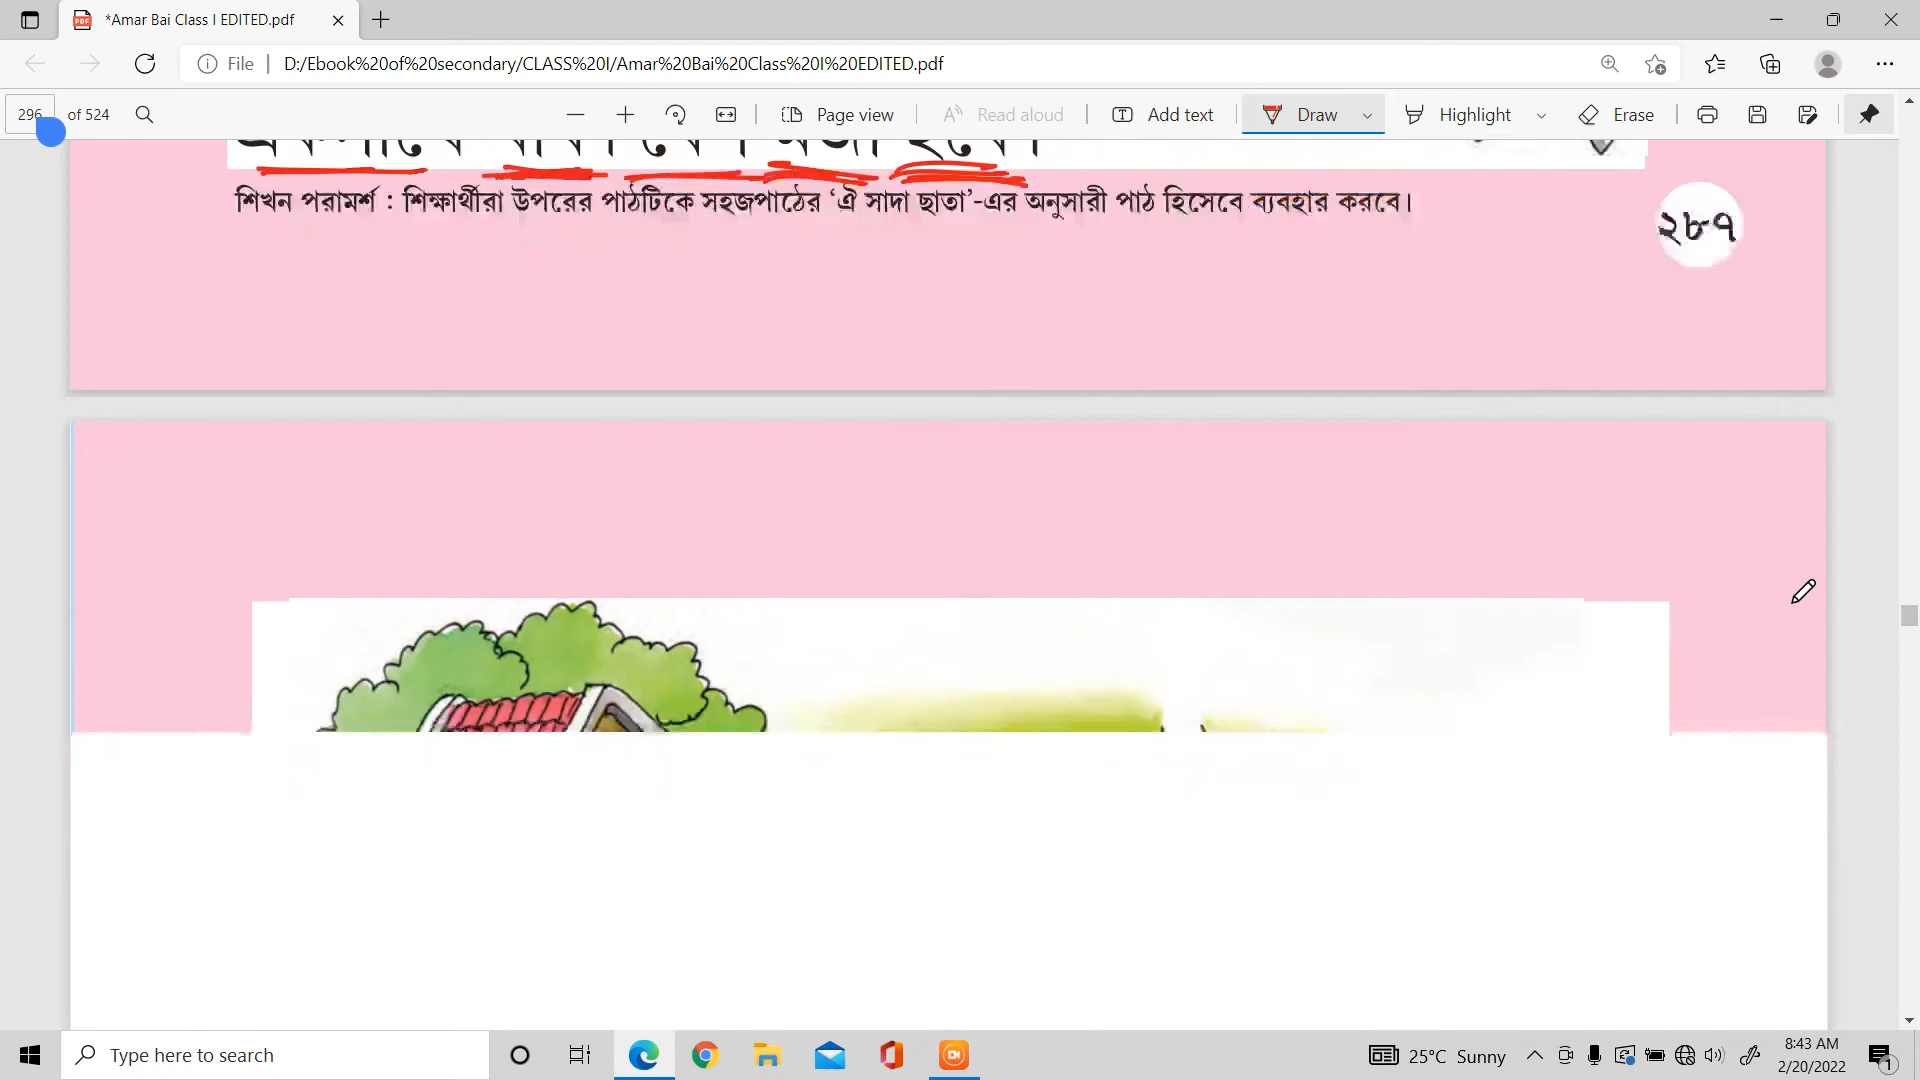 *Amar Bai Class I EDITED.pdf
File
D:/Ebook%20of%20secondary/CLASS%20I/Amar%20Bai%20Class%20I%20EDITED.pdf
296 of 524
Page view
Read aloud
Add text
Draw
Highlight
Erase
শিখন পরামর্শ : শিক্ষার্থীরা উপরের পাঠটিকে সহজপাঠের ‘ঐ সাদা ছাতা’-এর অনুসারী পাঠ হিসেবে ব্যবহার করবে।
২৮৭
Type here to search
25°C Sunny
8:43 AM
2/20/2022
1